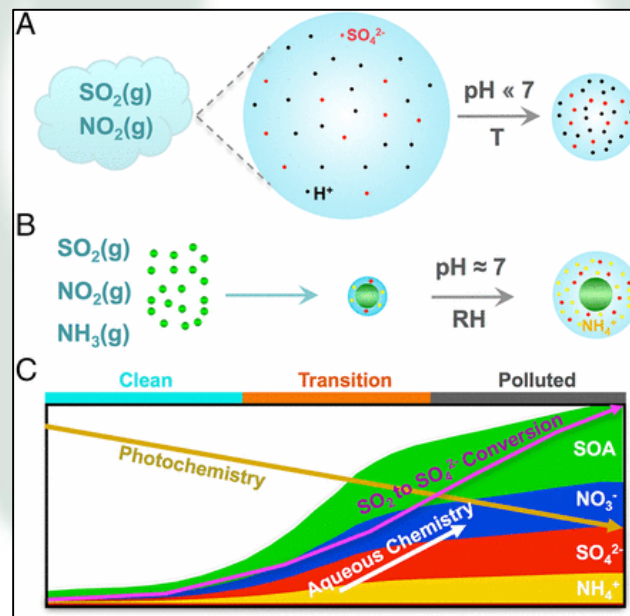 A
SO₂(g)
NO₂(g)
SO₄²⁻
H⁺
pH « 7
T
B
SO₂(g)
NO₂(g)
NH₃(g)
pH ≈ 7
RH
NH₄⁺
C
Clean
Transition
Polluted
Photochemistry
SO₂ to SO₄²⁻ Conversion
Aqueous Chemistry
SOA
NO₃⁻
SO₄²⁻
NH₄⁺